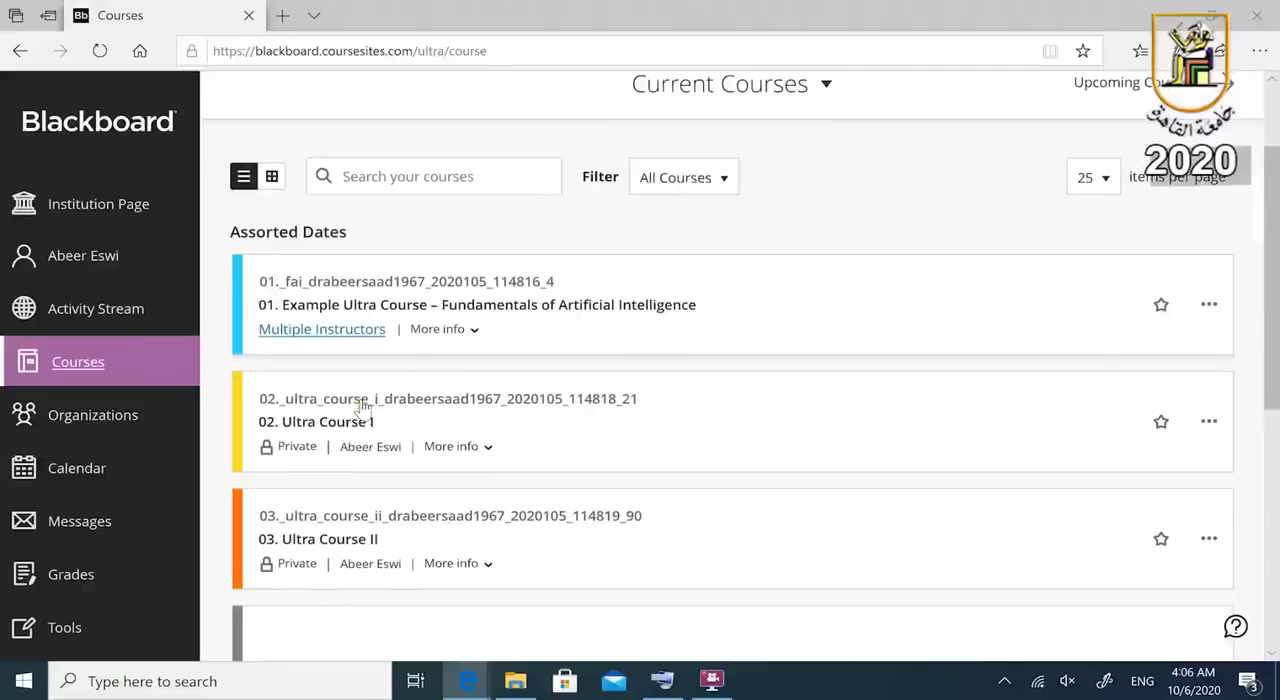 Courses
https://blackboard.coursesites.com/ultra/course
Blackboard
Institution Page
Abeer Eswi
Activity Stream
Courses
Organizations
Calendar
Messages
Grades
Tools
Current Courses
Upcoming
جامعة القاهرة
2020
Search your courses
Filter
All Courses
25
items per page
Assorted Dates
01._fai_drabeersaad1967_2020105_114816_4
01. Example Ultra Course – Fundamentals of Artificial Intelligence
Multiple Instructors | More info
02._ultra_course_i_drabeersaad1967_2020105_114818_21
02. Ultra Course I
Private | Abeer Eswi | More info
03._ultra_course_ii_drabeersaad1967_2020105_114819_90
03. Ultra Course II
Private | Abeer Eswi | More info
Type here to search
ENG
4:06 AM
10/6/2020
3